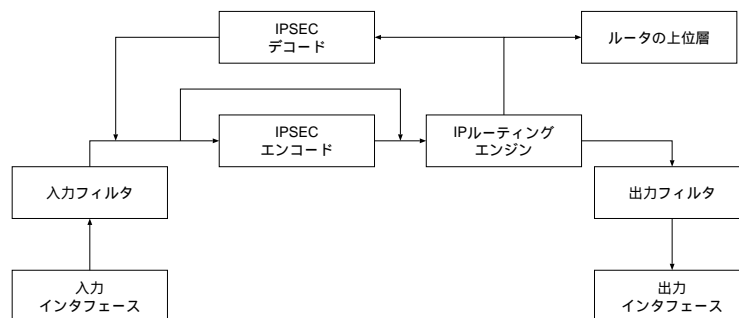 IPSEC
デコード
ルータの上位層
IPSEC
エンコード
IPルーティング
エンジン
入力フィルタ
出力フィルタ
入力
インタフェース
出力
インタフェース